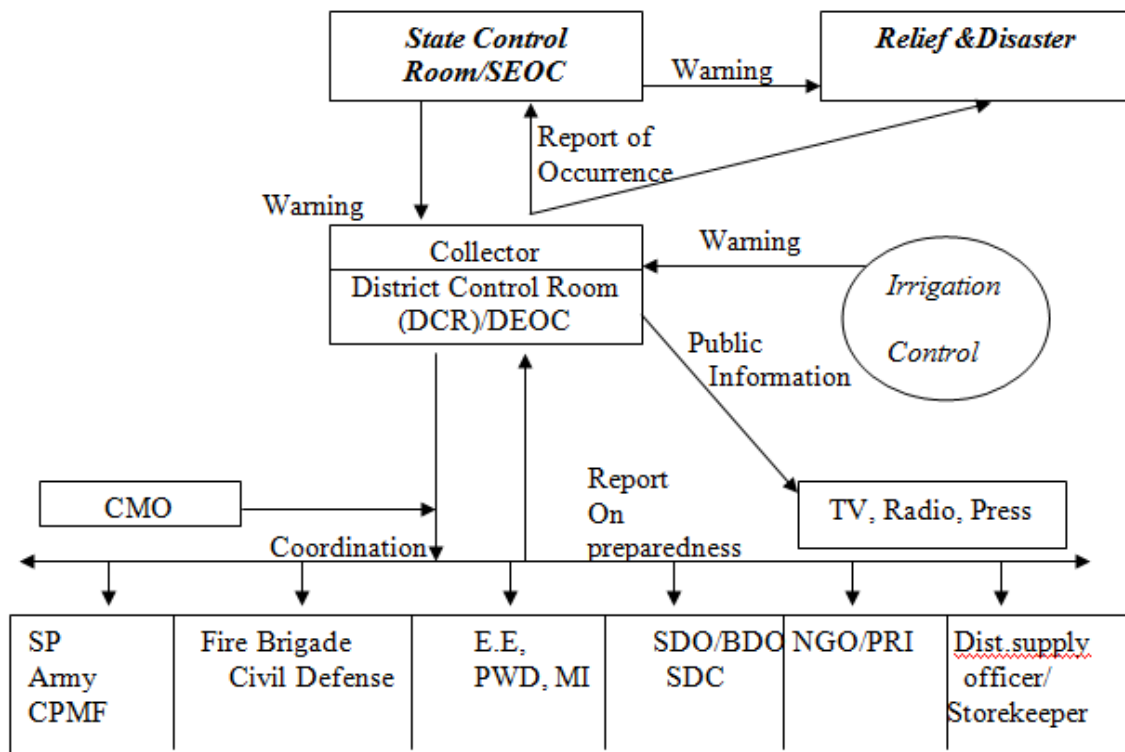 State Control
Room/SEOC
Relief &Disaster
Warning
Report of
Occurrence
Warning
Collector
District Control Room
(DCR)/DEOC
Warning
Irrigation
Control
Public
Information
CMO
Report
On
preparedness
TV, Radio, Press
Coordination
SP
Army
CPMF
Fire Brigade
Civil Defense
E.E,
PWD, MI
SDO/BDO
SDC
NGO/PRI
Dist.supply
officer/
Storekeeper